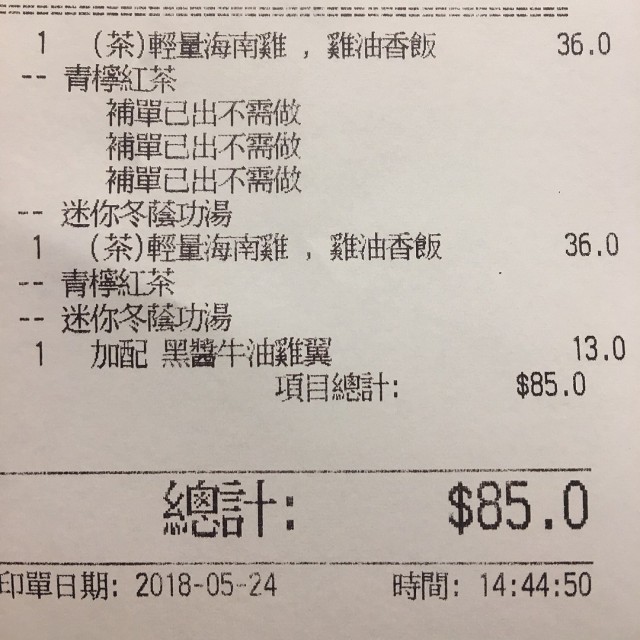 1 (茶)輕量海南雞 , 雞油香飯 36.0
-- 青檸紅茶
補單已出不需做
補單已出不需做
補單已出不需做
-- 迷你冬蔭功湯
1 (茶)輕量海南雞 , 雞油香飯 36.0
-- 青檸紅茶
-- 迷你冬蔭功湯
1 加配 黑醬牛油雞翼 13.0
項目總計: $85.0
總計: $85.0
印單日期: 2018-05-24 時間: 14:44:50